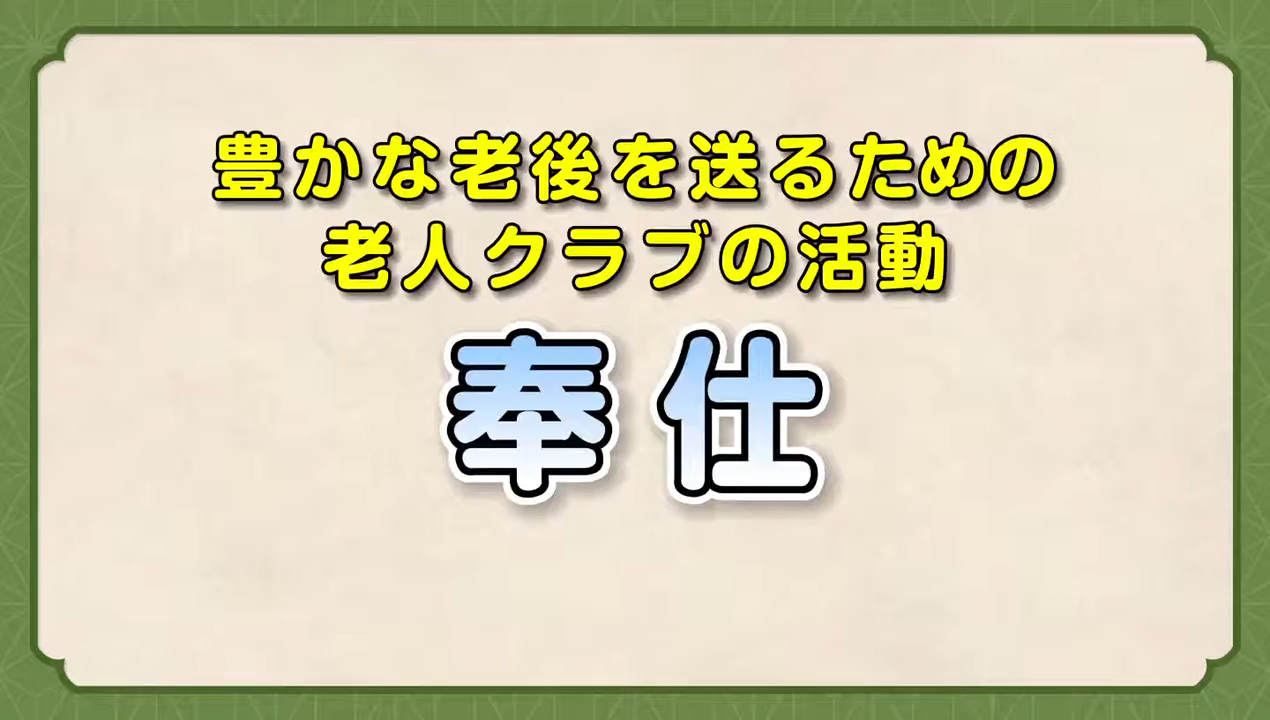 豊かな老後を送るための
老人クラブの活動
奉仕